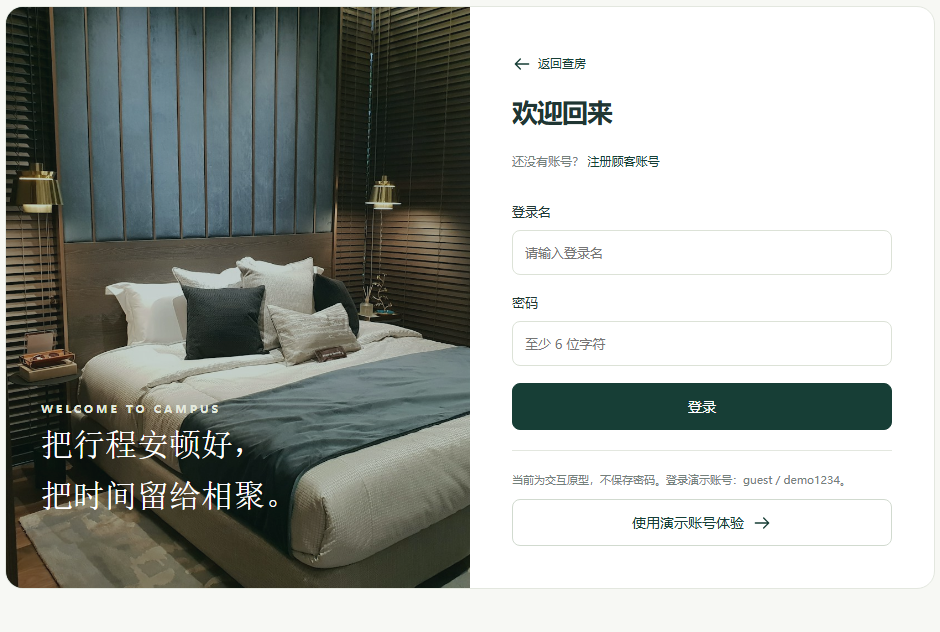 WELCOME TO CAMPUS
把行程安顿好，
把时间留给相聚。
返回查房
欢迎回来
还没有账号？ 注册顾客账号
登录名
请输入登录名
密码
至少 6 位字符
登录
当前为交互原型，不保存密码。登录演示账号：guest / demo1234。
使用演示账号体验